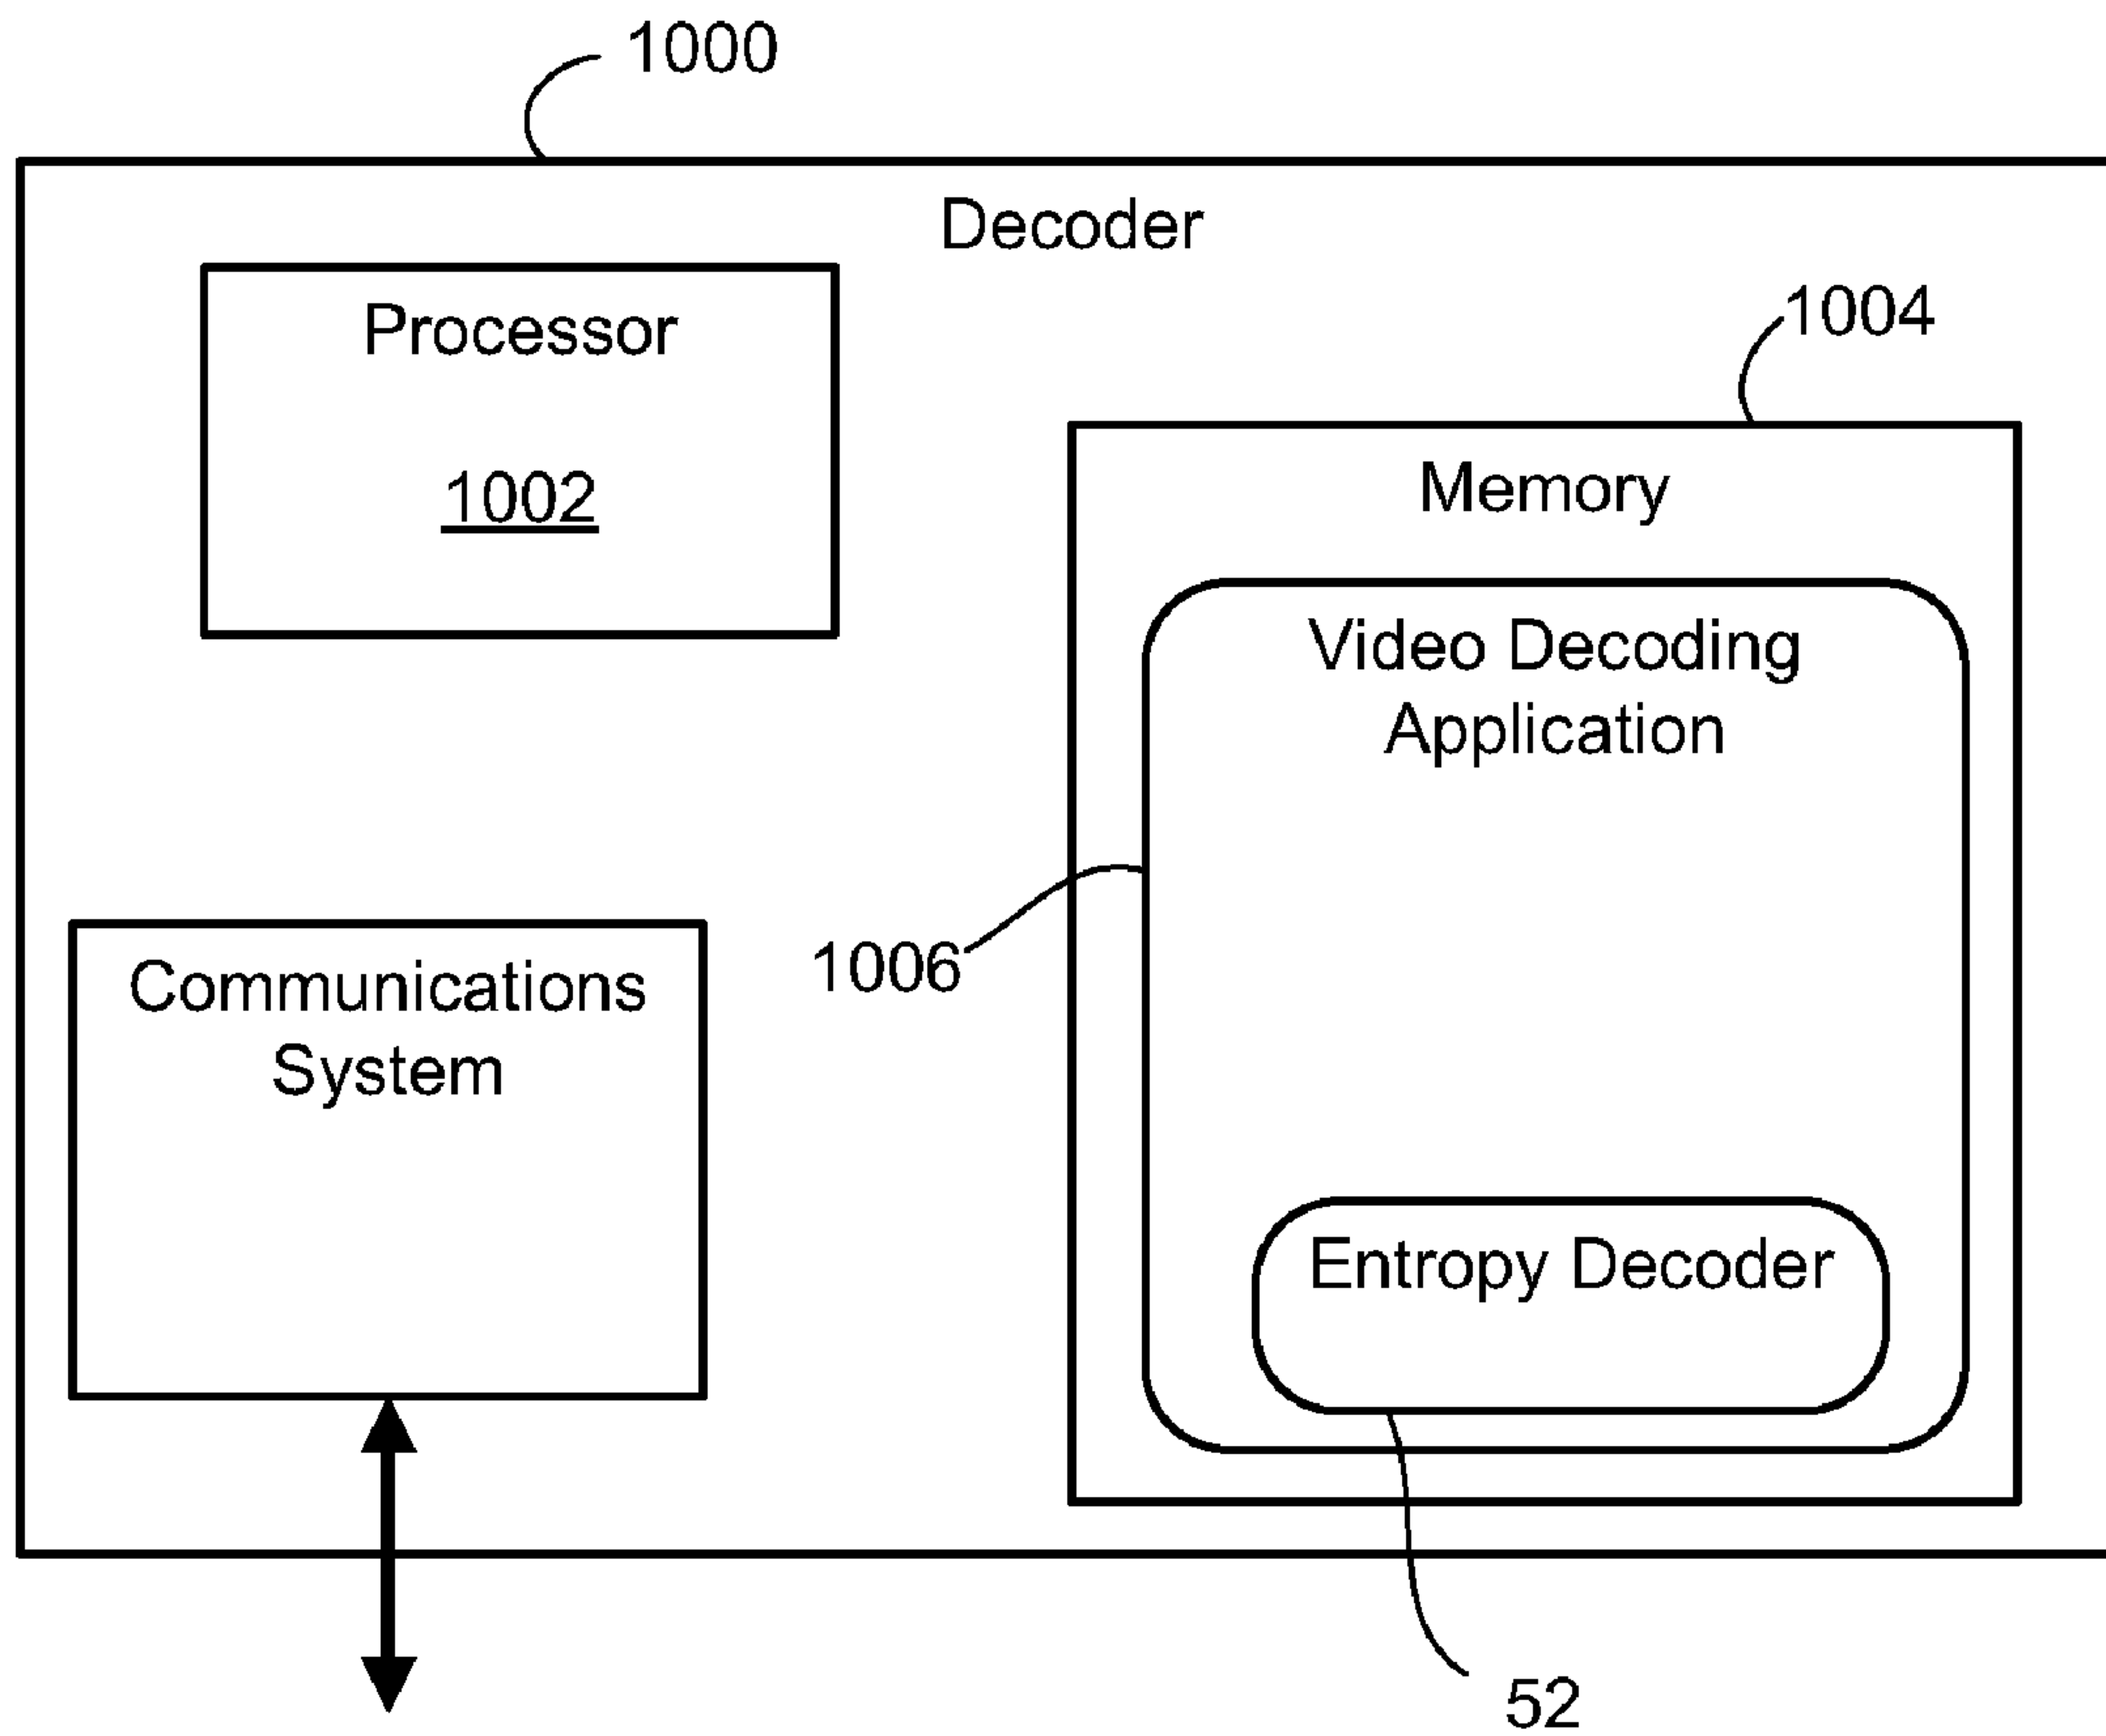 1000
Decoder
Processor
1002
1004
Memory
Video Decoding
Application
1006
Communications
System
Entropy Decoder
52